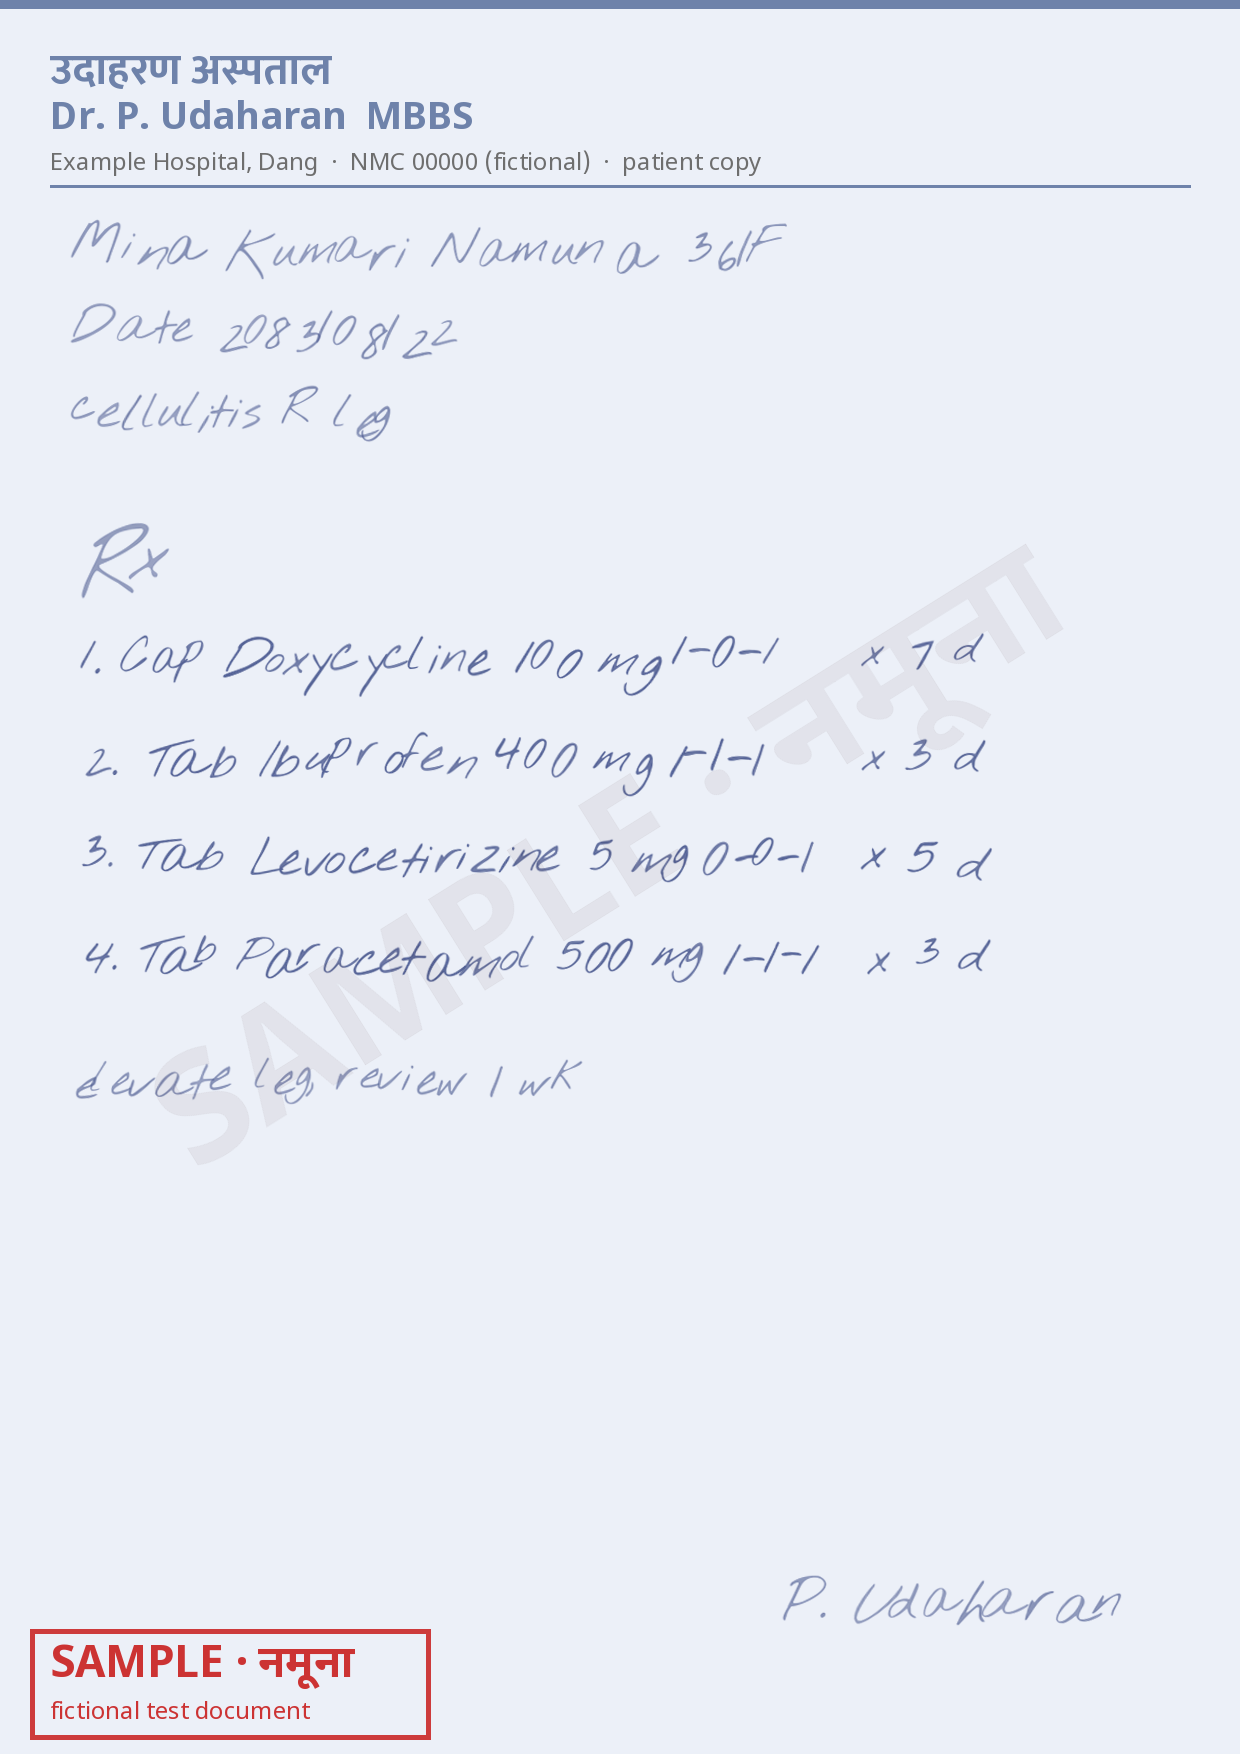 उदाहरण अस्पताल
Dr. P. Udaharan MBBS
Example Hospital, Dang · NMC 00000 (fictional) · patient copy
Mina Kumari Namuna 36/F
Date 2083/08/22
cellulitis R leg
Rx
1. Cap Doxycycline 100 mg 1-0-1 x 7 d
2. Tab Ibuprofen 400 mg 1-1-1 x 3 d
3. Tab Levocetirizine 5 mg 0-0-1 x 5 d
4. Tab Paracetamol 500 mg 1-1-1 x 3 d
elevate leg, review 1 wk
SAMPLE · नमूना
P. Udaharan
SAMPLE · नमूना
fictional test document